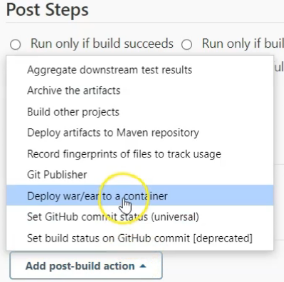 Post Steps
Run only if build succeeds Run only if buil
Aggregate downstream test results
Archive the artifacts
Build other projects
Deploy artifacts to Maven repository
Record fingerprints of files to track usage
Git Publisher
Deploy war/ear to a container
Set GitHub commit status (universal)
Set build status on GitHub commit [deprecated]
Add post-build action